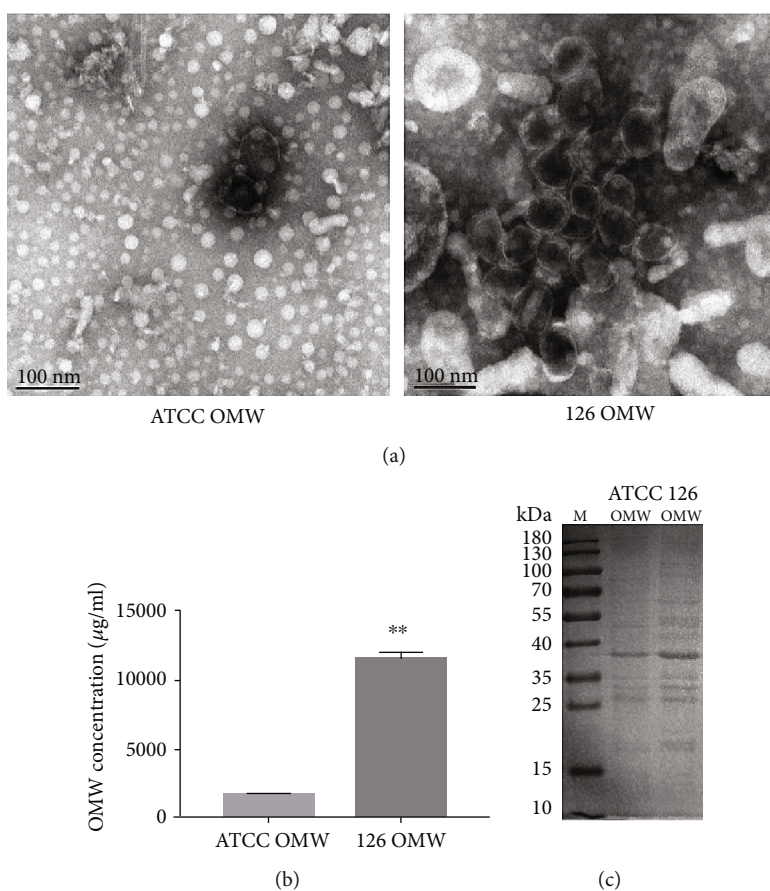 100 nm
100 nm
ATCC OMW
126 OMW
(a)
OMW concentration (μg/ml)
15000
10000
5000
0
**
ATCC OMW
126 OMW
(b)
ATCC 126
kDa
M
OMW
OMW
180
130
100
70
55
40
35
25
15
10
(c)